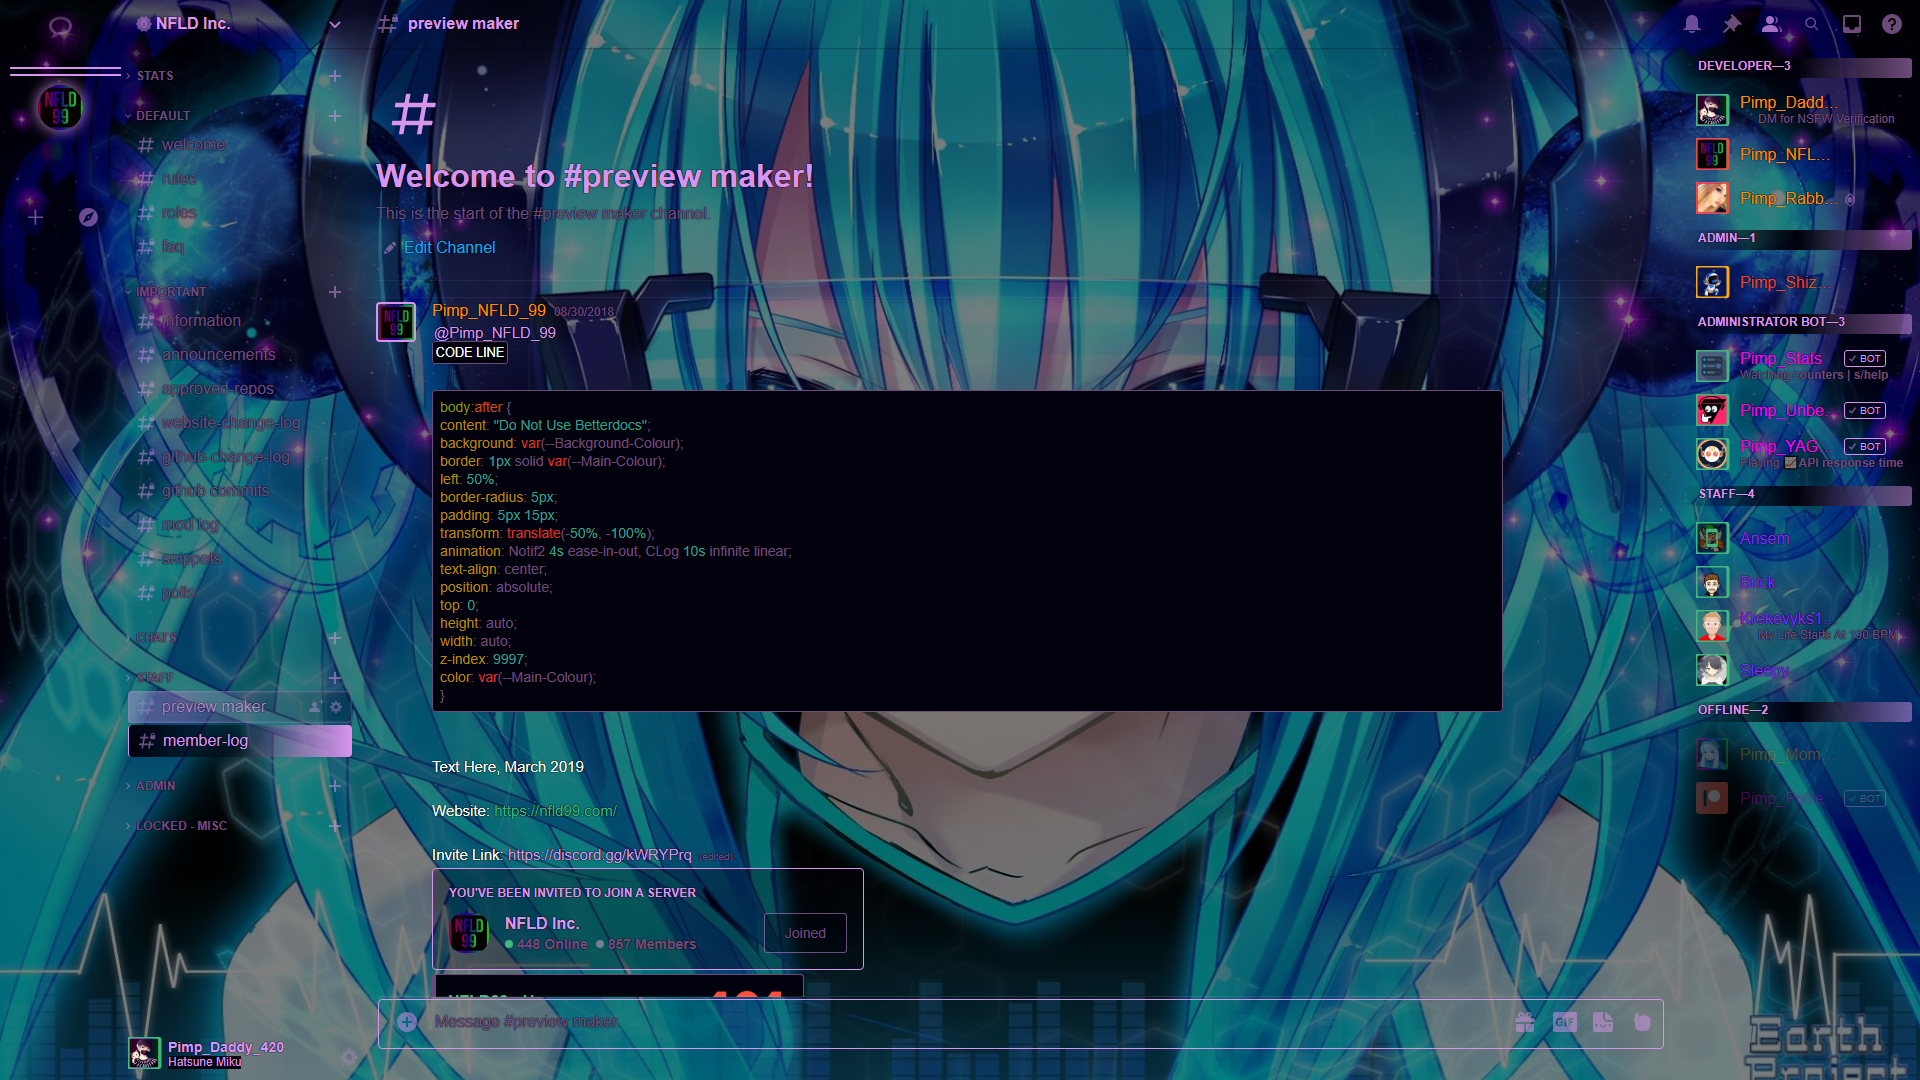 NFLD Inc.
preview maker
STATS
NFLD
99
DEFAULT
welcome
rules
roles
faq
IMPORTANT
information
announcements
approved-repos
website-change-log
github-change-log
github commits
mod log
snippets
polls
CHATS
STAFF
preview maker
member-log
ADMIN
LOCKED - MISC
Pimp_Daddy_420
Hatsune Miku
#
Welcome to #preview maker!
This is the start of the #preview maker channel.
Edit Channel
NFLD
99
Pimp_NFLD_99 08/30/2018
@Pimp_NFLD_99
CODE LINE
body:after {
content: "Do Not Use Betterdocs";
background: var(--Background-Colour);
border: 1px solid var(--Main-Colour);
left: 50%;
border-radius: 5px;
padding: 5px 15px;
transform: translate(-50%, -100%);
animation: Notif2 4s ease-in-out, CLog 10s infinite linear;
text-align: center;
position: absolute;
top: 0;
height: auto;
width: auto;
z-index: 9997;
color: var(--Main-Colour);
}
Text Here, March 2019
Website: https://nfld99.com/
Invite Link: https://discord.gg/kWRYPrq (edited)
YOU'VE BEEN INVITED TO JOIN A SERVER
NFLD
99
NFLD Inc.
448 Online 857 Members
Joined
Message #preview maker
GIF
DEVELOPER—3
Pimp_Dadd...
DM for NSFW Verification
NFLD
99
Pimp_NFL...
Pimp_Rabb...
ADMIN—1
Pimp_Shiz...
ADMINISTRATOR BOT—3
Pimp_Stats ✓ BOT
Watching counters | s/help
Pimp_Unbe... ✓ BOT
Pimp_YAG... ✓ BOT
Playing API response time
STAFF—4
Ansem
Brick
Krekevyks1...
My Life Starts At 190 BPM
Sleepy
OFFLINE—2
Pimp_Mom...
✓ BOT
Earth
Project